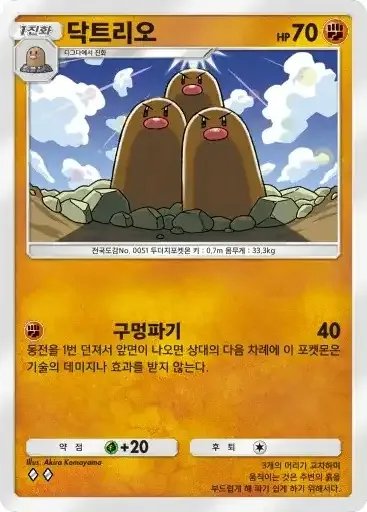 1진화 닥트리오 HP 70
디그다에서 진화
전국도감No. 0051 두더지포켓몬 키 : 0.7m 몸무게 : 33.3kg
구멍파기 40
동전을 1번 던져서 앞면이 나오면 상대의 다음 차례에 이 포켓몬은
기술의 데미지나 효과를 받지 않는다.
약점 +20 후퇴
Illus. Akira Komayama
3개의 머리가 교차하며
움직이는 것은 주변의 흙을
부드럽게 해 파기 쉽게 하기 위해서다.